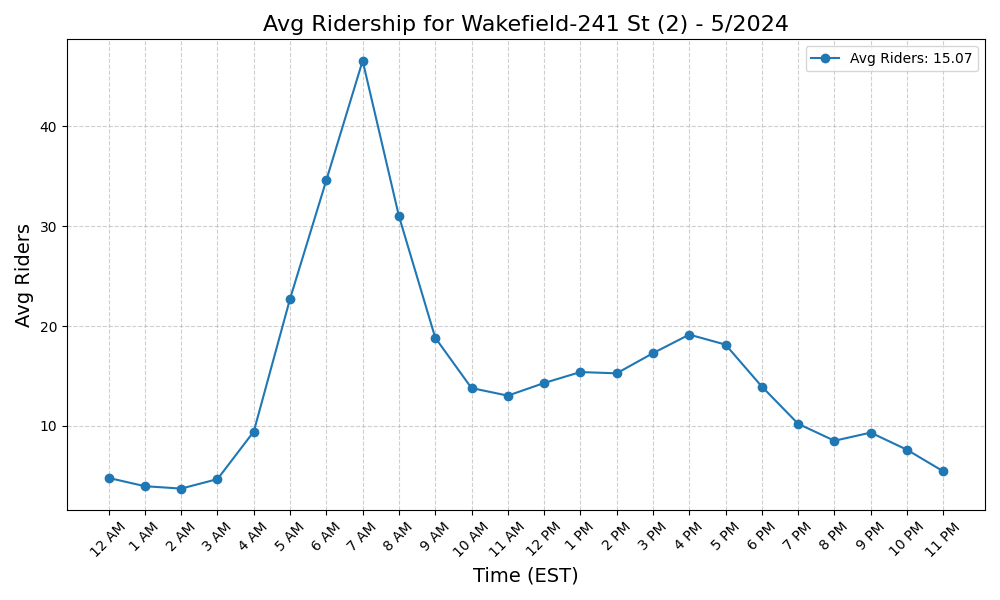 Avg Ridership for Wakefield-241 St (2) - 5/2024
Avg Riders: 15.07
Avg Riders
40
30
20
10
12 AM
1 AM
2 AM
3 AM
4 AM
5 AM
6 AM
7 AM
8 AM
9 AM
10 AM
11 AM
12 PM
1 PM
2 PM
3 PM
4 PM
5 PM
6 PM
7 PM
8 PM
9 PM
10 PM
11 PM
Time (EST)